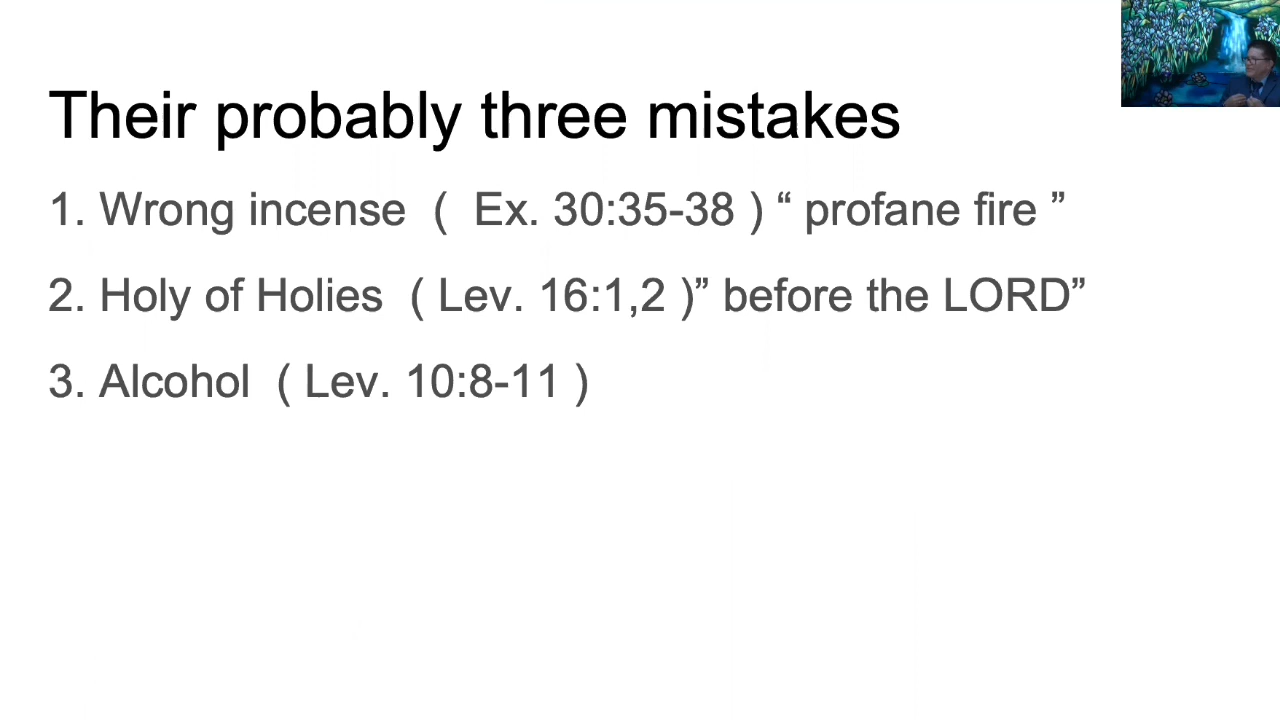 Their probably three mistakes
1. Wrong incense ( Ex. 30:35-38 ) “ profane fire ”
2. Holy of Holies ( Lev. 16:1,2 )” before the LORD”
3. Alcohol ( Lev. 10:8-11 )